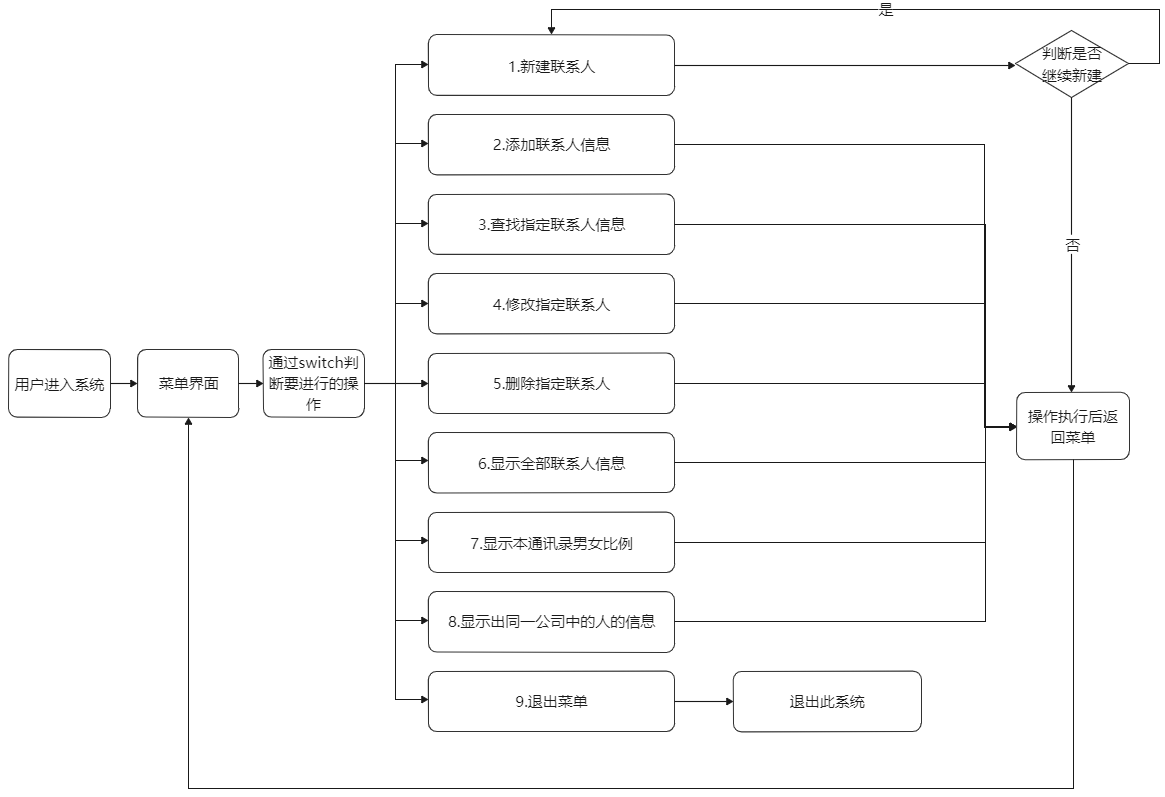 是
判断是否
继续新建
1.新建联系人
2.添加联系人信息
3.查找指定联系人信息
否
4.修改指定联系人
用户进入系统
菜单界面
通过switch判
断要进行的操
作
5.删除指定联系人
操作执行后返
回菜单
6.显示全部联系人信息
7.显示本通讯录男女比例
8.显示出同一公司中的人的信息
9.退出菜单
退出此系统